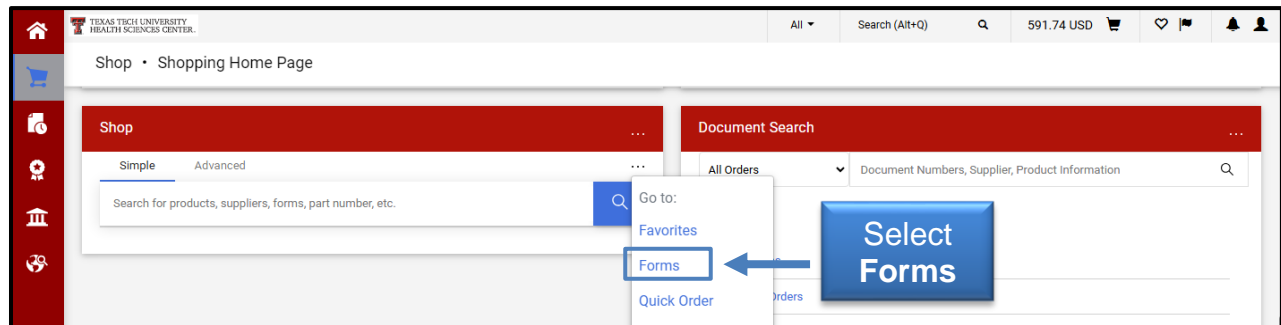 TEXAS TECH UNIVERSITY
HEALTH SCIENCES CENTER.
All
Search (Alt+Q)
591.74 USD
Shop • Shopping Home Page
Shop
...
Simple
Advanced
...
Search for products, suppliers, forms, part number, etc.
Go to:
Favorites
Forms
Quick Order
Document Search
...
All Orders
Document Numbers, Supplier, Product Information
Select
Forms
Orders